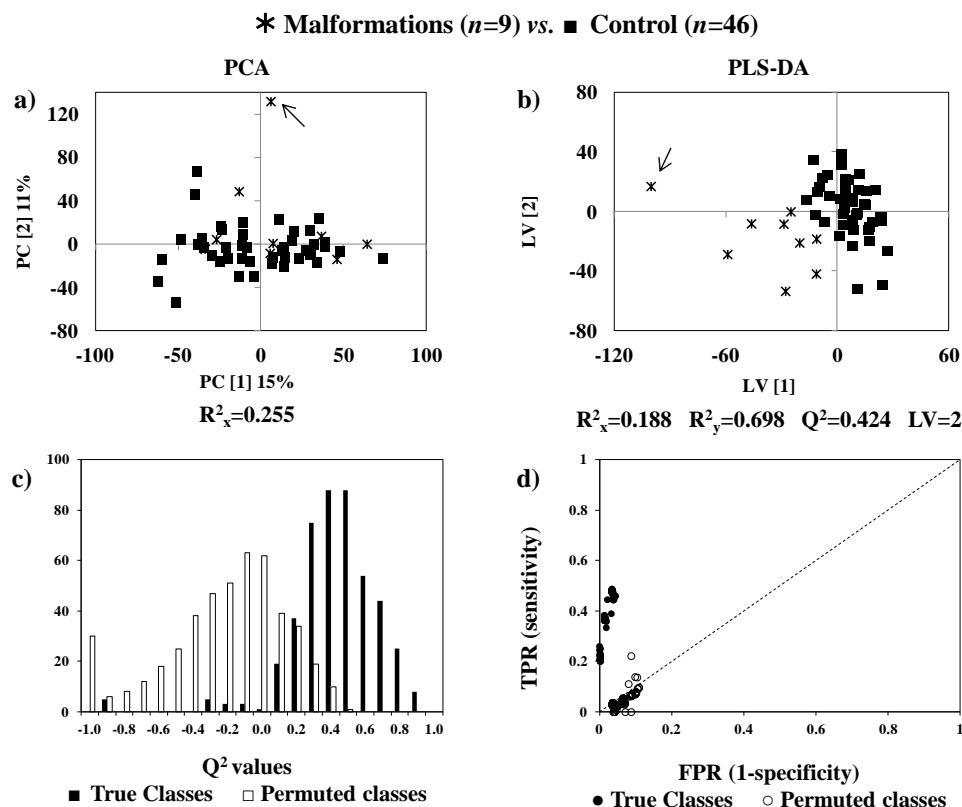 Malformations (n=9) vs. ■ Control (n=46)
PCA
PLS-DA
a)
b)
120
80
40
0
-40
-80
PC [2] 11%
-100
-50
0
50
100
PC [1] 15%
R²x=0.255
80
40
0
-40
-80
LV [2]
-120
-60
0
60
LV [1]
R²x=0.188 R²y=0.698 Q²=0.424 LV=2
c)
d)
100
80
60
40
20
0
-1.0 -0.8 -0.6 -0.4 -0.2 0.0 0.2 0.4 0.6 0.8 1.0
Q² values
■ True Classes □ Permuted classes
1
0.8
0.6
0.4
0.2
0
TPR (sensitivity)
0 0.2 0.4 0.6 0.8 1
FPR (1-specificity)
● True Classes ○ Permuted classes